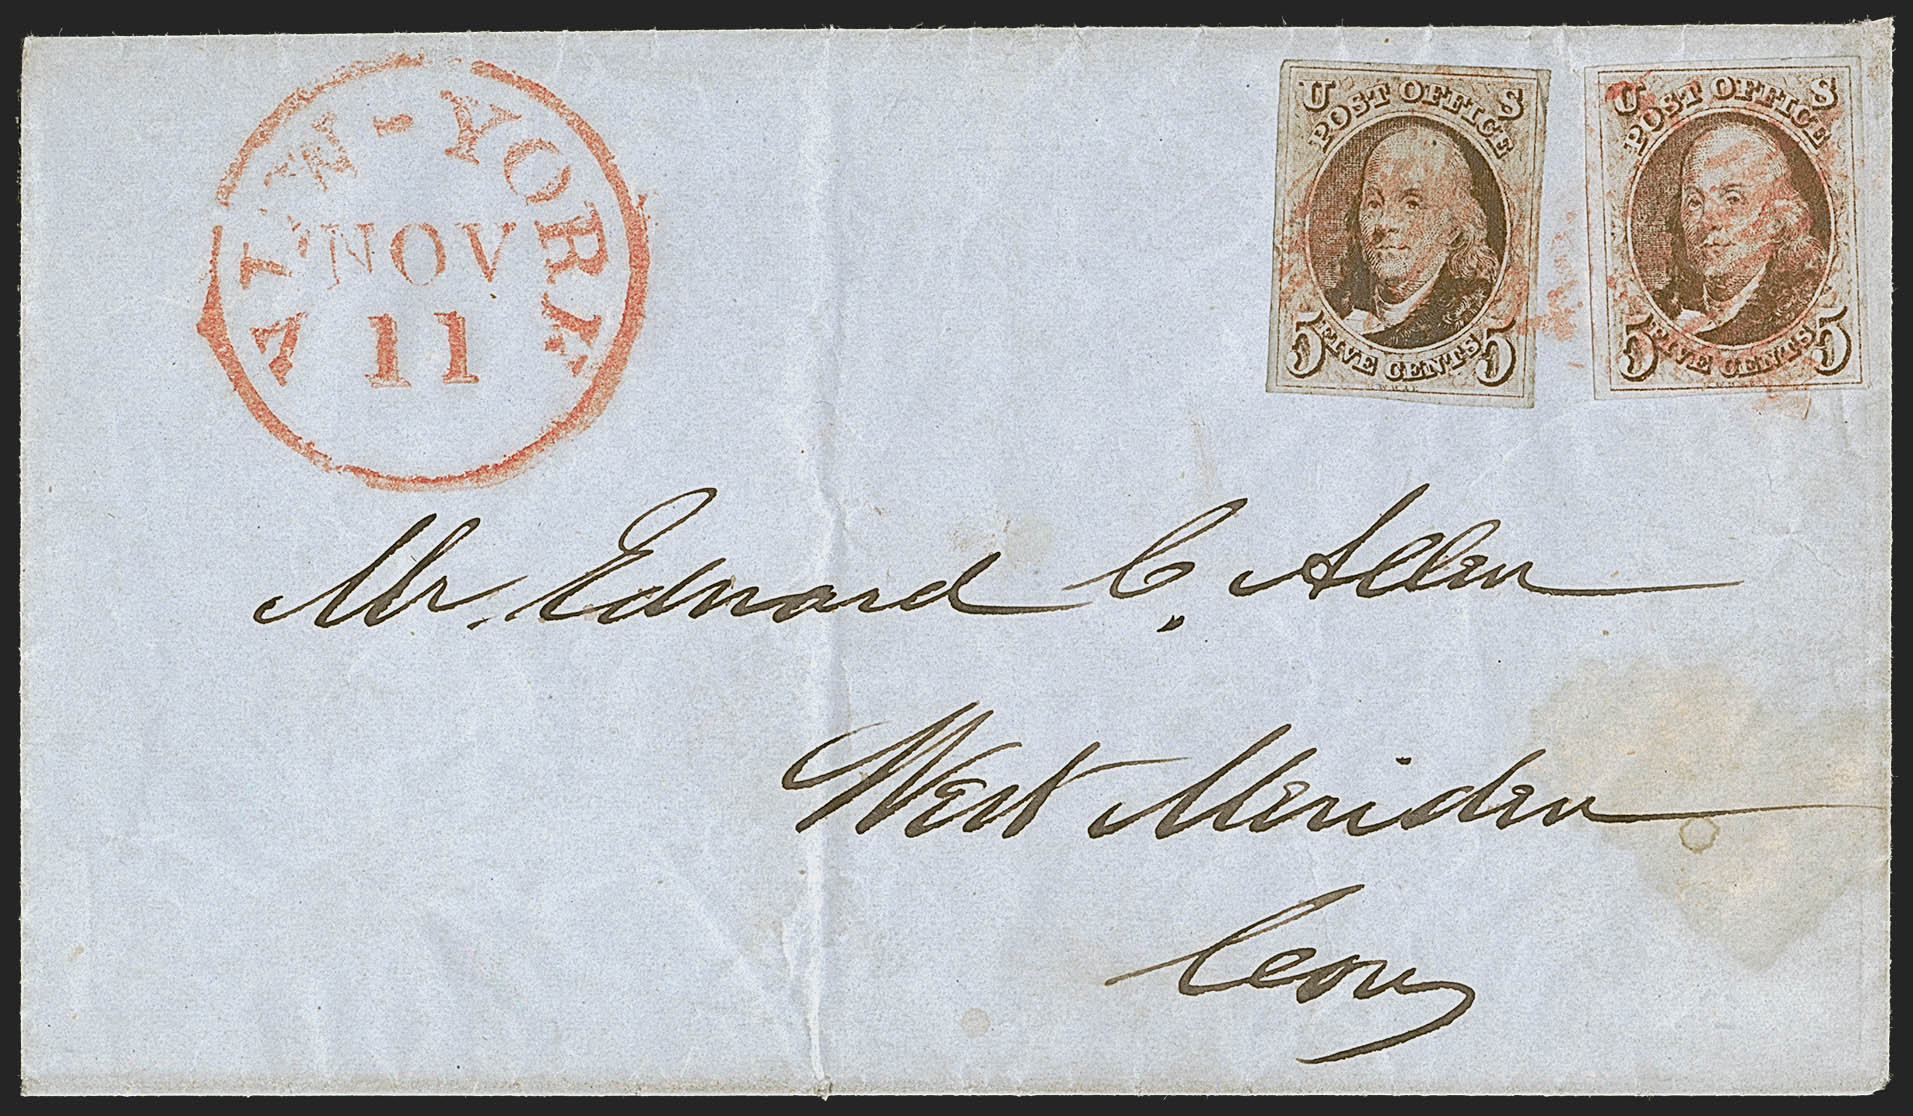 NEW-YORK
NOV
11
U S
POST OFFICE
5 FIVE CENTS 5
U S
POST OFFICE
5 FIVE CENTS 5
Mr. Edward C. Allen
West Meriden
Conn